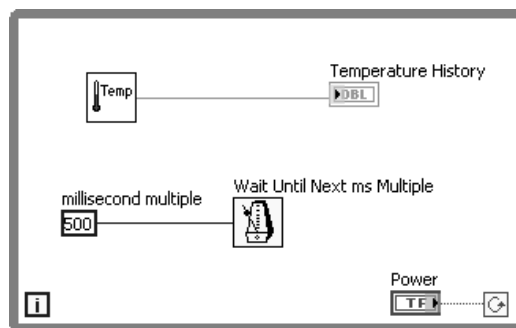 Temperature History
Temp
DBL
millisecond multiple
Wait Until Next ms Multiple
500
Power
TF
i